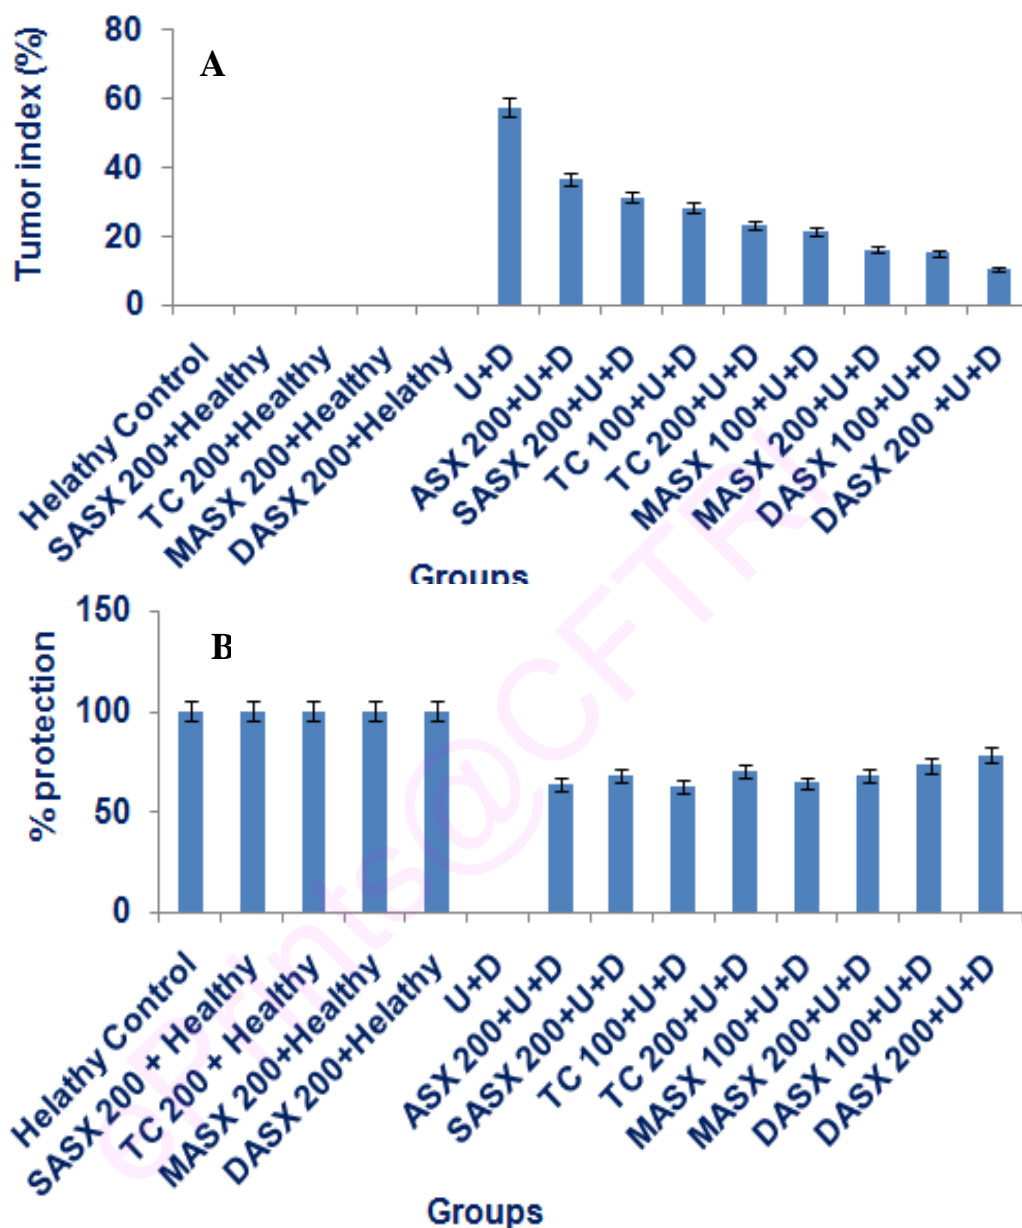 80
60
40
20
0
Tumor index (%)
A
Helathy Control
SASX 200+Healthy
TC 200+Healthy
MASX 200+Healthy
DASX 200+Helathy
U+D
ASX 200+U+D
SASX 200+U+D
TC 100+U+D
TC 200+U+D
MASX 100+U+D
MASX 200+U+D
DASX 100+U+D
DASX 200 +U+D
Groups
150
100
50
0
% protection
B
Helathy Control
SASX 200 + Healthy
TC 200 + Healthy
MASX 200+Healthy
DASX 200+Helathy
U+D
ASX 200+U+D
SASX 200+U+D
TC 100+U+D
TC 200+U+D
MASX 100+U+D
MASX 200+U+D
DASX 100+U+D
DASX 200+U+D
Groups
ePrints@CFTRI